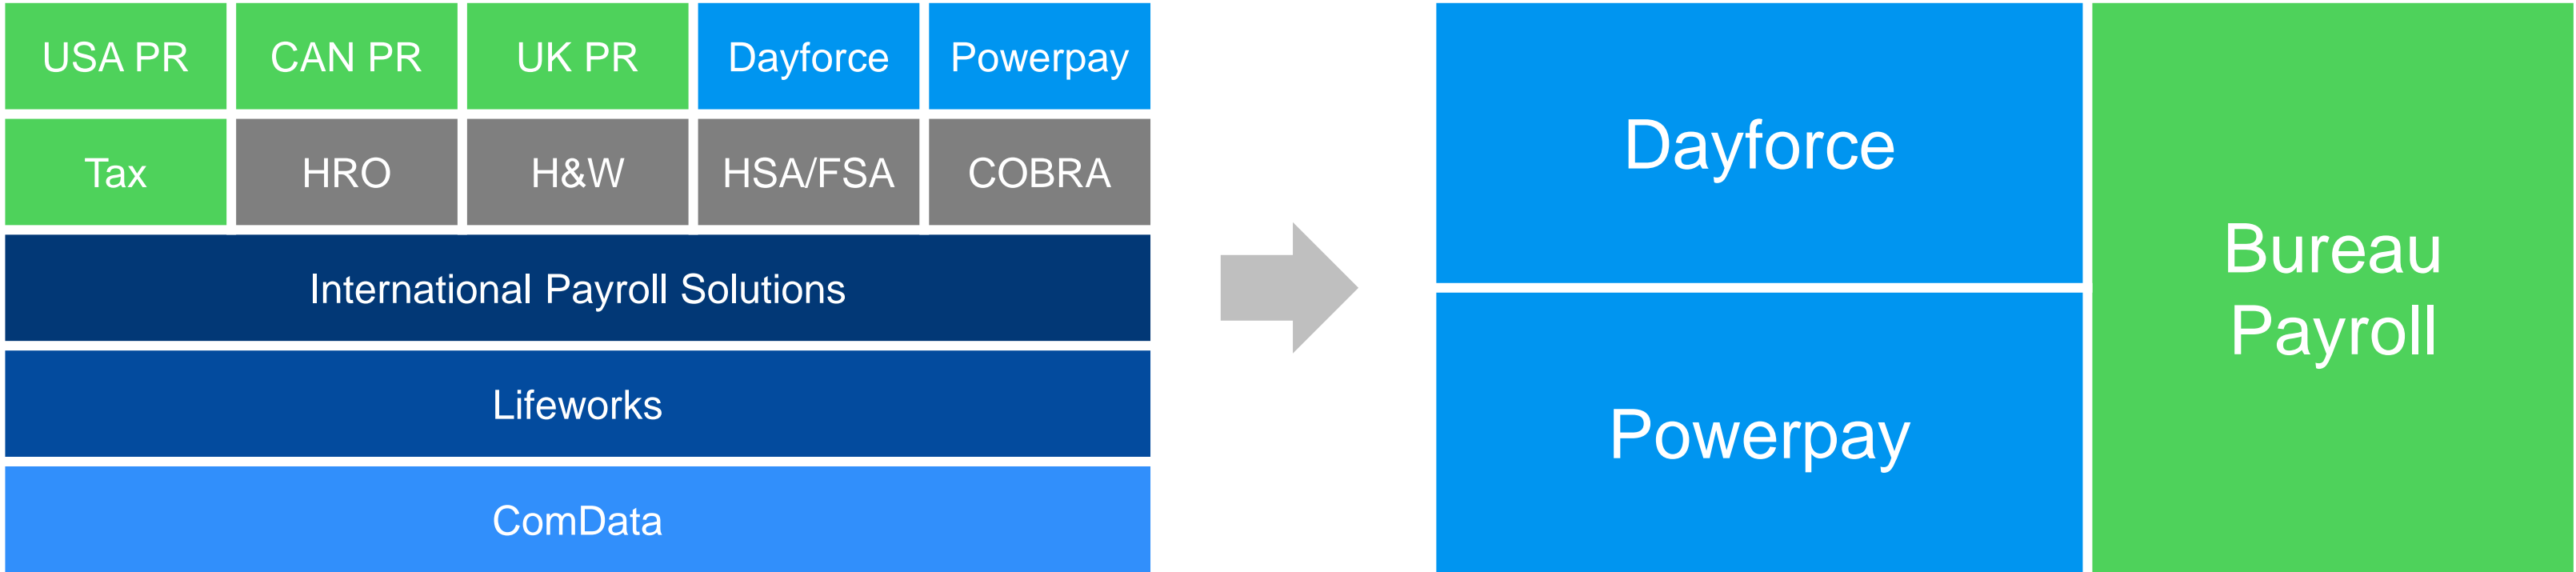 USA PR
CAN PR
UK PR
Dayforce
Powerpay
Tax
HRO
H&W
HSA/FSA
COBRA
International Payroll Solutions
Lifeworks
ComData
Dayforce
Powerpay
Bureau
Payroll